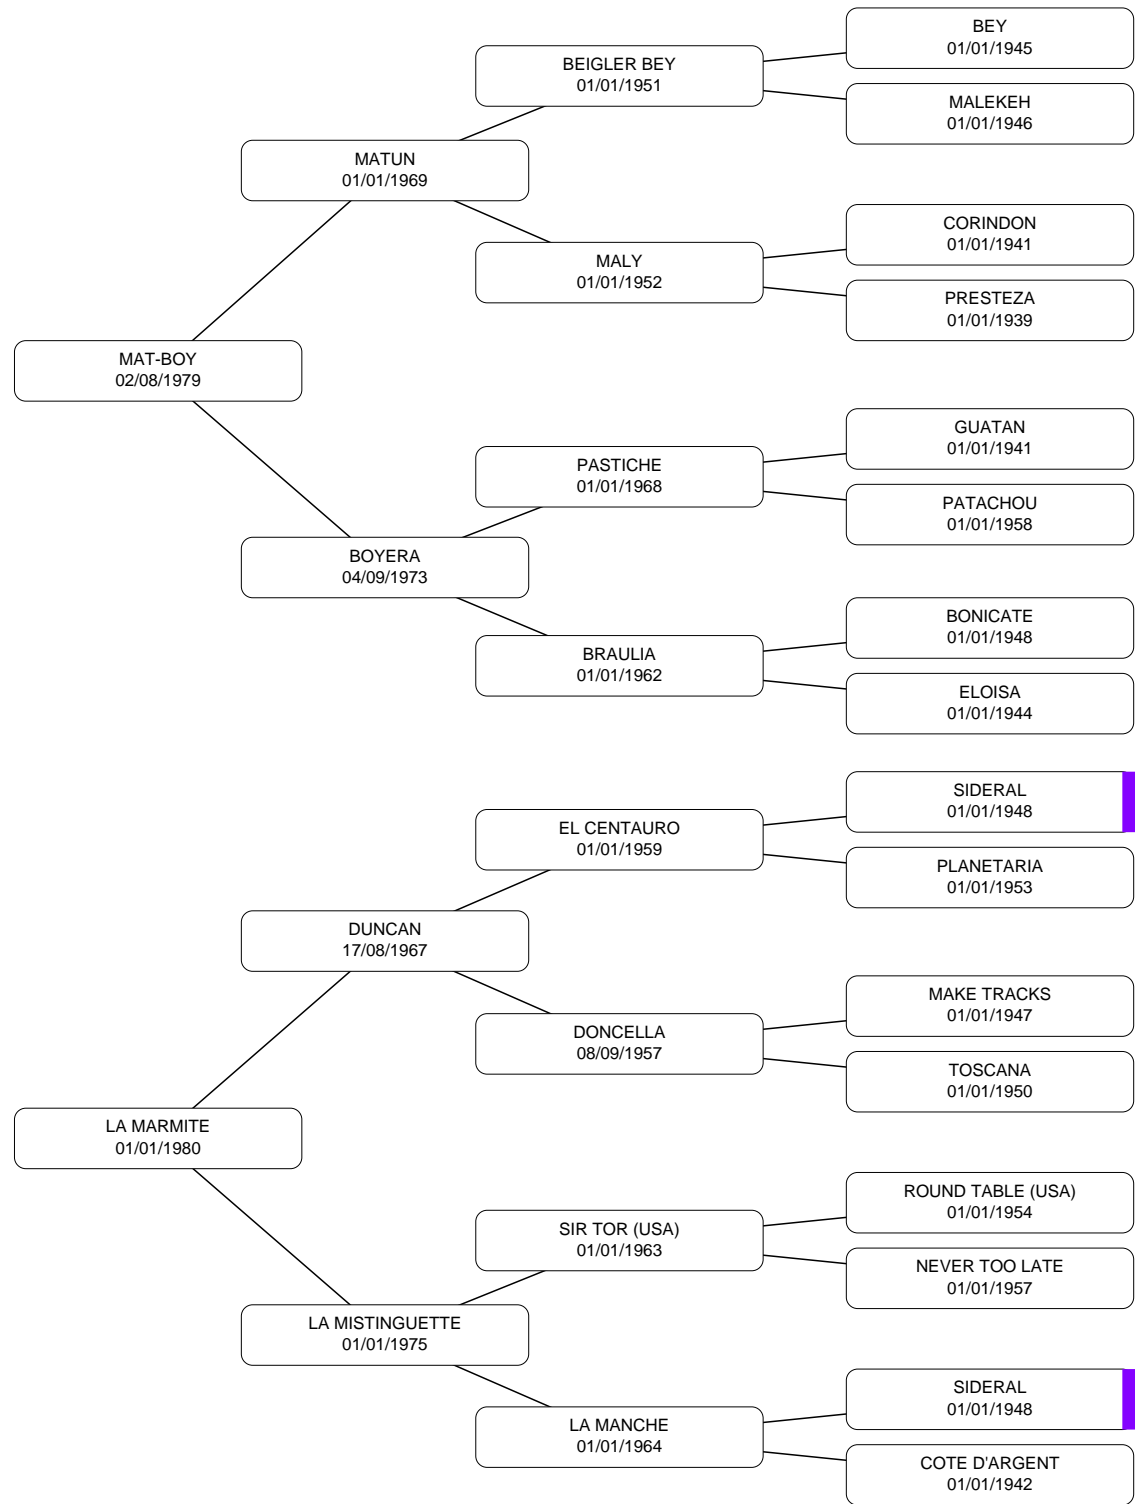 BEY
01/01/1945
BEIGLER BEY
01/01/1951
MALEKEH
01/01/1946
MATUN
01/01/1969
CORINDON
01/01/1941
MALY
01/01/1952
PRESTEZA
01/01/1939
MAT-BOY
02/08/1979
GUATAN
01/01/1941
PASTICHE
01/01/1968
PATACHOU
01/01/1958
BOYERA
04/09/1973
BONICATE
01/01/1948
BRAULIA
01/01/1962
ELOISA
01/01/1944
SIDERAL
01/01/1948
EL CENTAURO
01/01/1959
PLANETARIA
01/01/1953
DUNCAN
17/08/1967
MAKE TRACKS
01/01/1947
DONCELLA
08/09/1957
TOSCANA
01/01/1950
LA MARMITE
01/01/1980
ROUND TABLE (USA)
01/01/1954
SIR TOR (USA)
01/01/1963
NEVER TOO LATE
01/01/1957
LA MISTINGUETTE
01/01/1975
SIDERAL
01/01/1948
LA MANCHE
01/01/1964
COTE D'ARGENT
01/01/1942